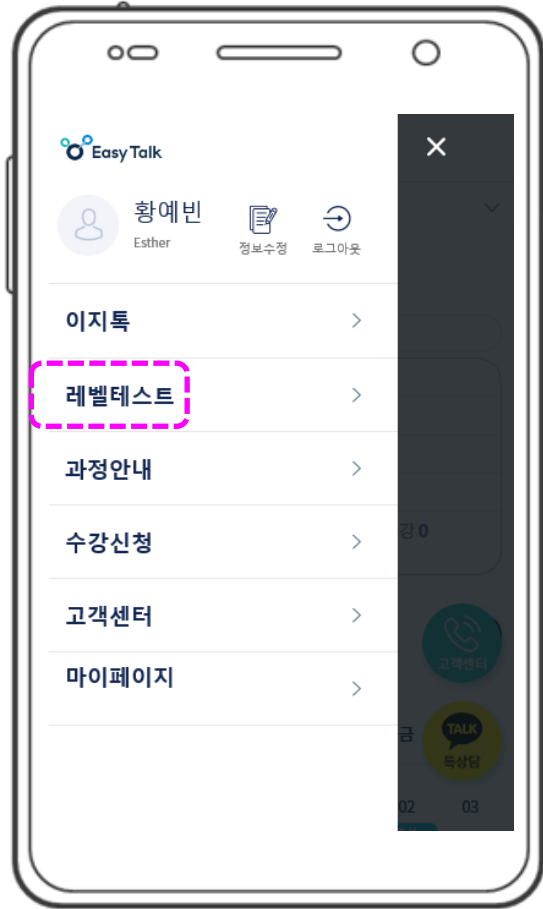 Easy Talk
황예빈
Esther
정보수정
로그아웃
이지톡
레벨테스트
과정안내
수강신청
강 0
고객센터
고객센터
마이페이지
금
TALK
톡상담
02 03